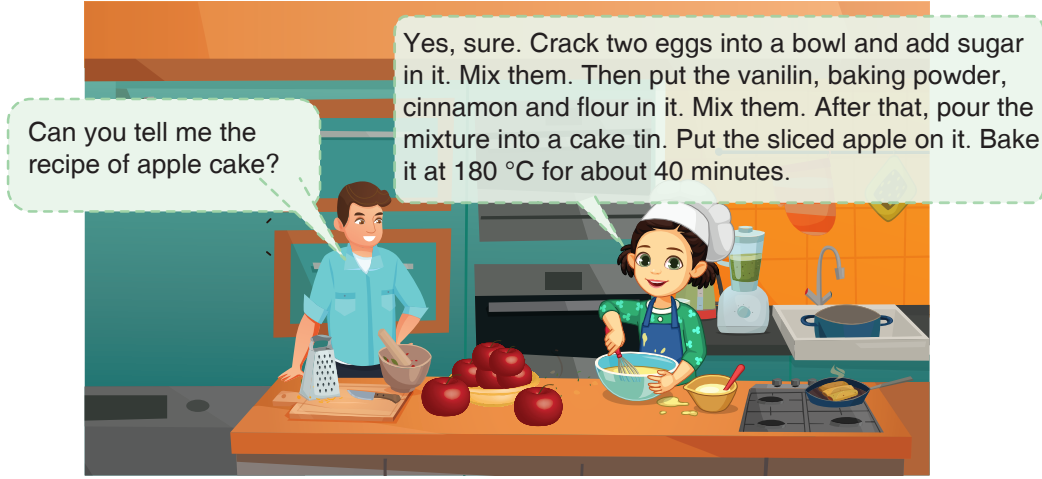 Can you tell me the
recipe of apple cake?
Yes, sure. Crack two eggs into a bowl and add sugar
in it. Mix them. Then put the vanilin, baking powder,
cinnamon and flour in it. Mix them. After that, pour the
mixture into a cake tin. Put the sliced apple on it. Bake
it at 180 °C for about 40 minutes.